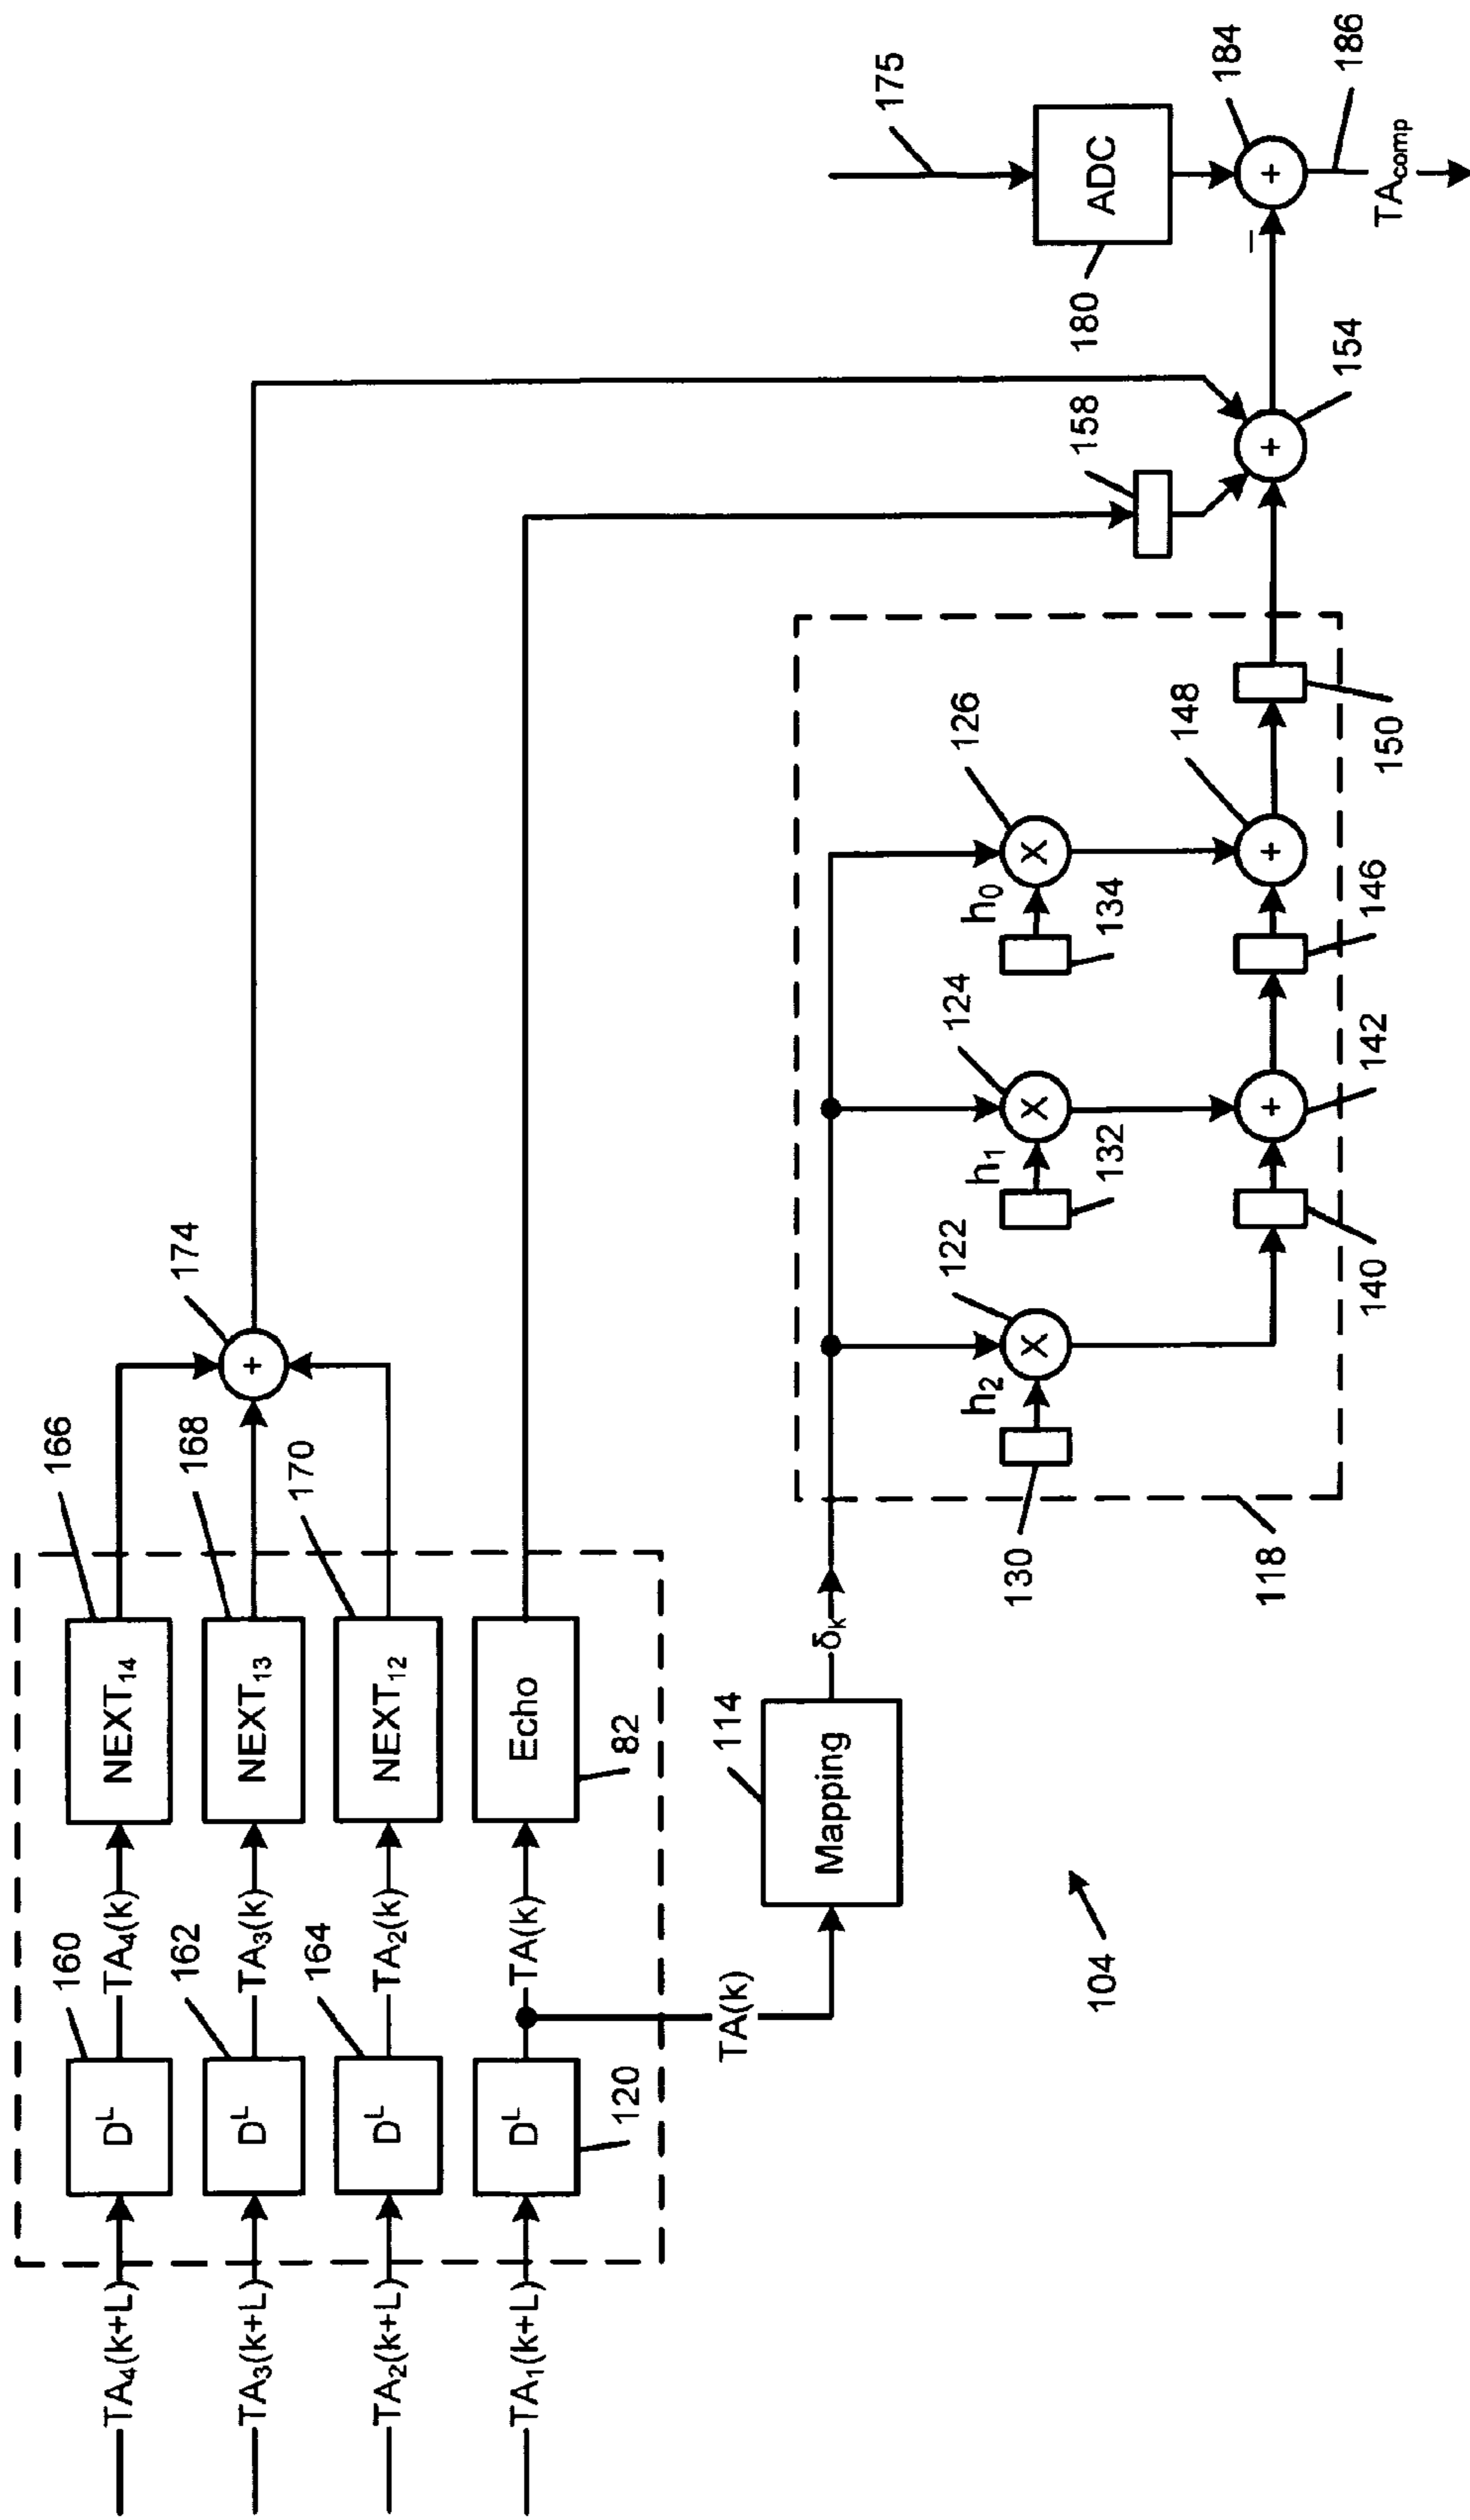 TA₄(k+L)
Dᴸ
160
TA₄(k)
NEXT₁₄
166
TA₃(k+L)
Dᴸ
162
TA₃(k)
NEXT₁₃
168
174
+
TA₂(k+L)
Dᴸ
164
TA₂(k)
NEXT₁₂
170
TA₁(k+L)
Dᴸ
120
TA(k)
Echo
82
TA(k)
114
Mapping
δₖ
104
118
130
h₂
X
122
h₁
X
124
132
h₀
X
126
134
140
+
142
146
+
148
150
158
+
154
175
ADC
180
–
+
184
186
TAcomp